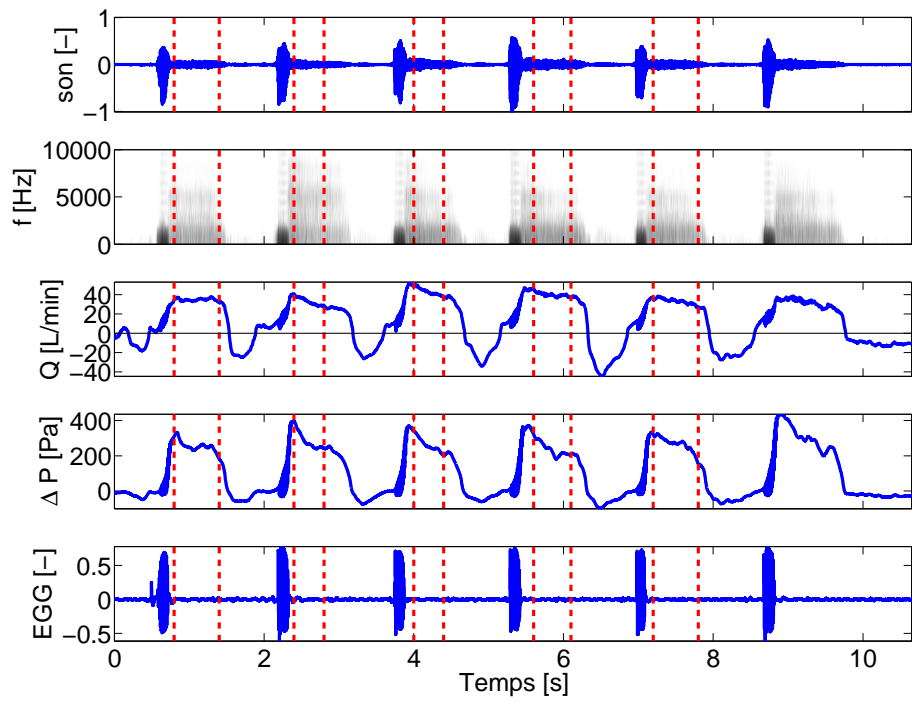 son [-]
1
0
−1
f [Hz]
10000
5000
0
Q [L/min]
40
20
0
−20
−40
Δ P [Pa]
400
200
0
EGG [-]
0.5
0
−0.5
0 2 4 6 8 10
Temps [s]